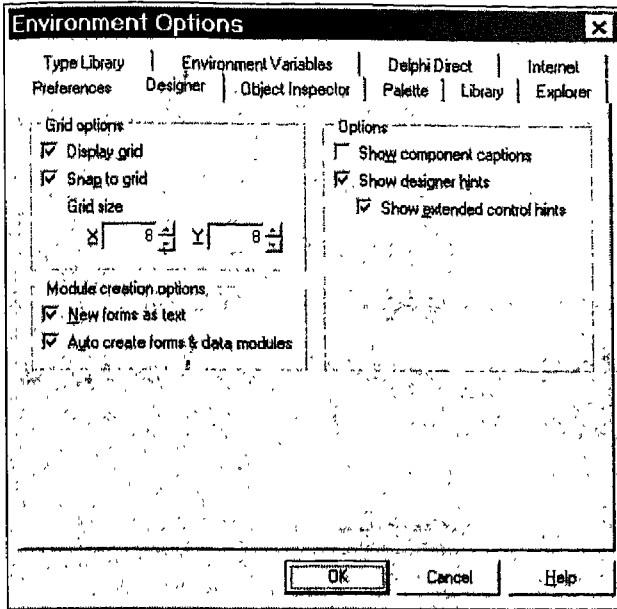 Environment Options
Type Library Environment Variables Delphi Direct Internet
Preferences Designer Object Inspector Palette Library Explorer
Grid options
Display grid
Snap to grid
Grid size
X 8 Y 8
Module creation options
New forms as text
Auto create forms & data modules
Options
Show component captions
Show designer hints
Show extended control hints
OK Cancel Help